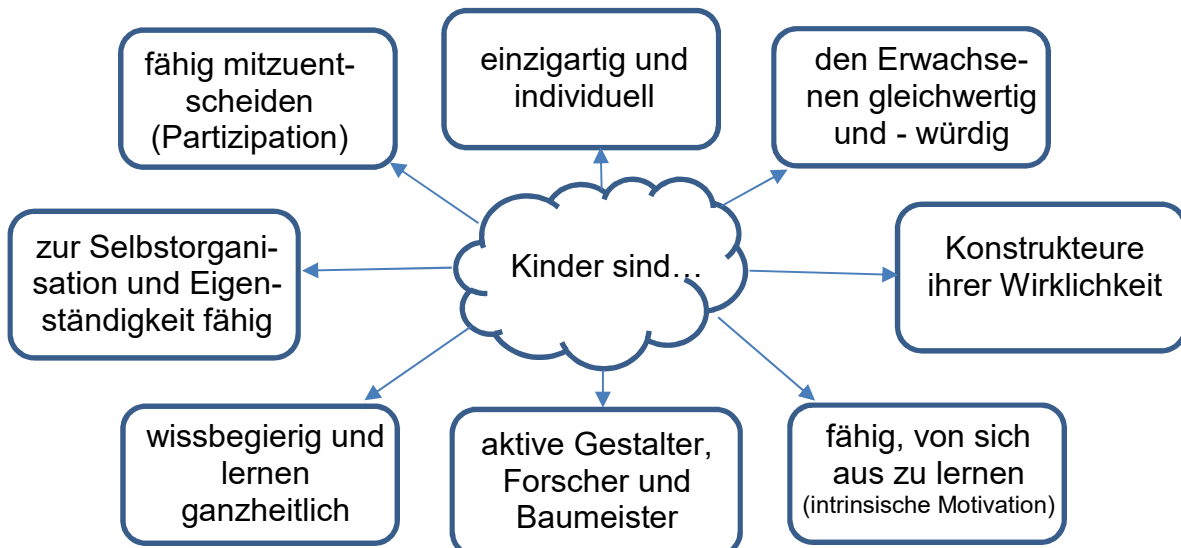 fähig mitzuent-
scheiden
(Partizipation)
einzigartig und
individuell
den Erwachse-
nen gleichwertig
und - würdig
zur Selbstorgani-
sation und Eigen-
ständigkeit fähig
Kinder sind…
Konstrukteure
ihrer Wirklichkeit
wissbegierig und
lernen
ganzheitlich
aktive Gestalter,
Forscher und
Baumeister
fähig, von sich
aus zu lernen
(intrinsische Motivation)